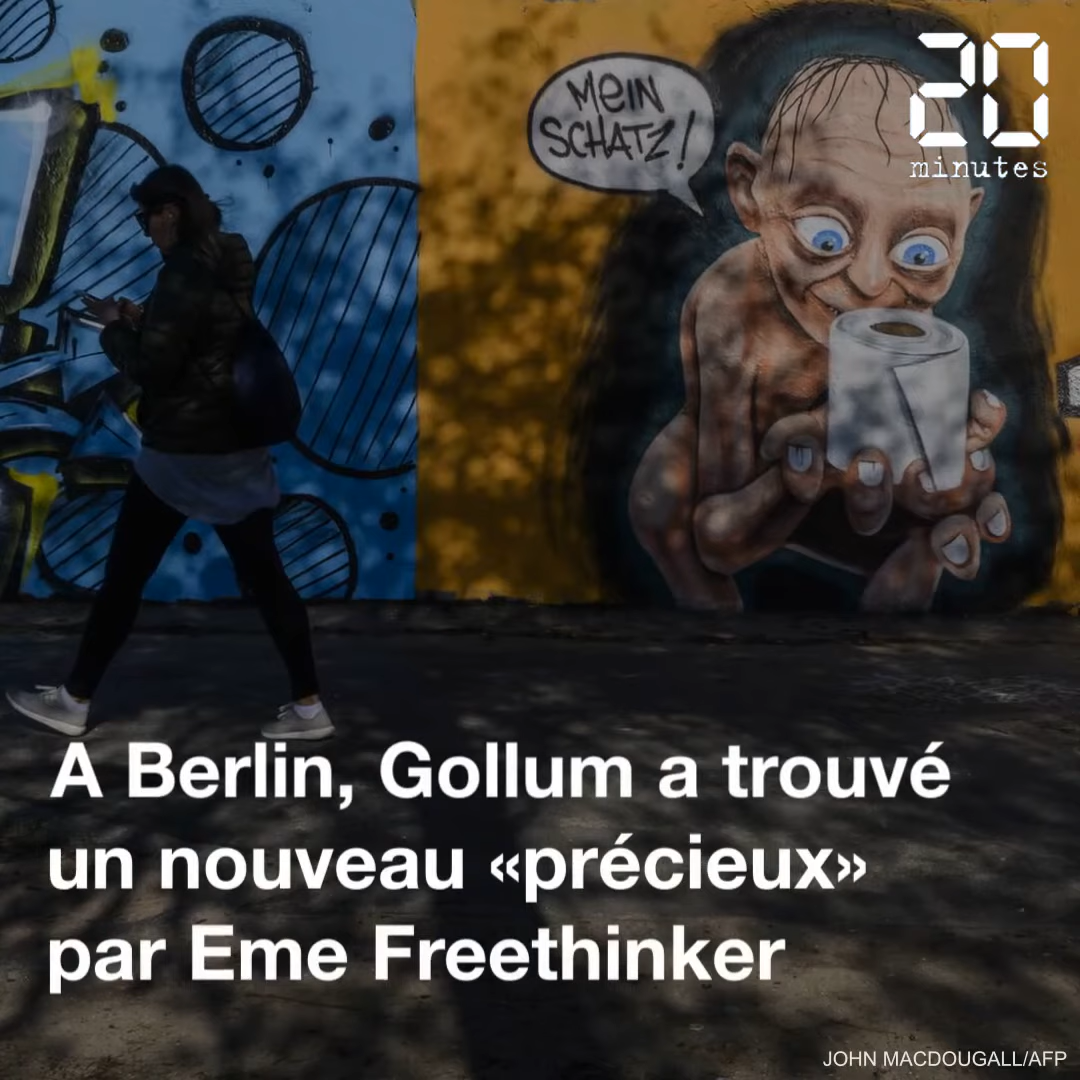 MeiN
SCHATZ!
20
minutes
A Berlin, Gollum a trouvé
un nouveau «précieux»
par Eme Freethinker
JOHN MACDOUGALL/AFP